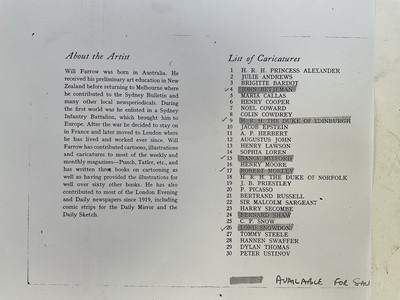 About the Artist
Will Farrow was born in Australia. He
received his preliminary art education in New
Zealand before returning to Melbourne where
he contributed to the Sydney Bulletin and
many other local newsperiodicals. During
the first world war he enlisted in a Sydney
Infantry Battalion, which brought him to
Europe. After the war he decided to stay on
in France and later moved to London where
he has lived and worked ever since. Will
Farrow has contributed cartoons, illustrations
and caricatures to most of the weekly and
monthly magazines—Punch, Tatler, etc., and
has written three books on cartooning as
well as having provided the illustrations for
well over sixty other books. He has also
contributed to most of the London Evening
and Daily newspapers since 1919, including
comic strips for the Daily Mirror and the
Daily Sketch.
List of Caricatures
1 H. R. H. PRINCESS ALEXANDER
2 JULIE ANDREWS
3 BRIGITTE BARDOT
4 JOHN BETJEMAN
5 MARIA CALLAS
6 HENRY COOPER
7 NOEL COWARD
8 COLIN COWDREY
9 H. R. H. THE DUKE OF EDINBURGH
10 JACOB EPSTEIN
11 A. P. HERBERT
12 AUGUSTUS JOHN
13 HENRY LAWSON
14 SOPHIA LOREN
15 NANCY MITFORD
16 HENRY MOORE
17 ROBERT MORLEY
18 H. R. H. THE DUKE OF NORFOLK
19 J. B. PRIESTLEY
20 P. PICASSO
21 BERTRAND RUSSELL
22 SIR MALCOLM SARGEANT
23 HARRY SECOMBE
24 BERNARD SHAW
25 C. P. SNOW
26 LORD SNOWDON
27 TOMMY STEELE
28 HANNEN SWAFFER
29 DYLAN THOMAS
30 PETER USTINOV
AVAILABLE FOR